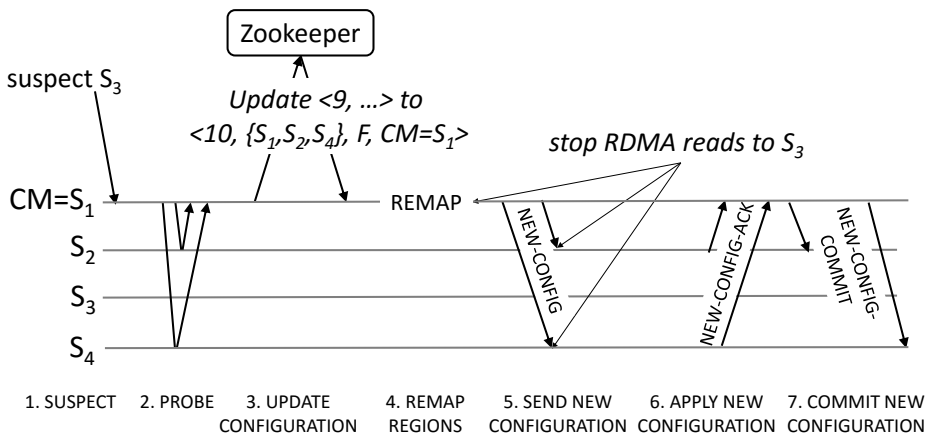 Zookeeper
suspect S3
Update <9, …> to
<10, {S1,S2,S4}, F, CM=S1>
stop RDMA reads to S3
CM=S1
REMAP
S2
S3
S4
NEW-CONFIG
NEW-CONFIG-ACK
NEW-CONFIG-
COMMIT
1. SUSPECT
2. PROBE
3. UPDATE
CONFIGURATION
4. REMAP
REGIONS
5. SEND NEW
CONFIGURATION
6. APPLY NEW
CONFIGURATION
7. COMMIT NEW
CONFIGURATION